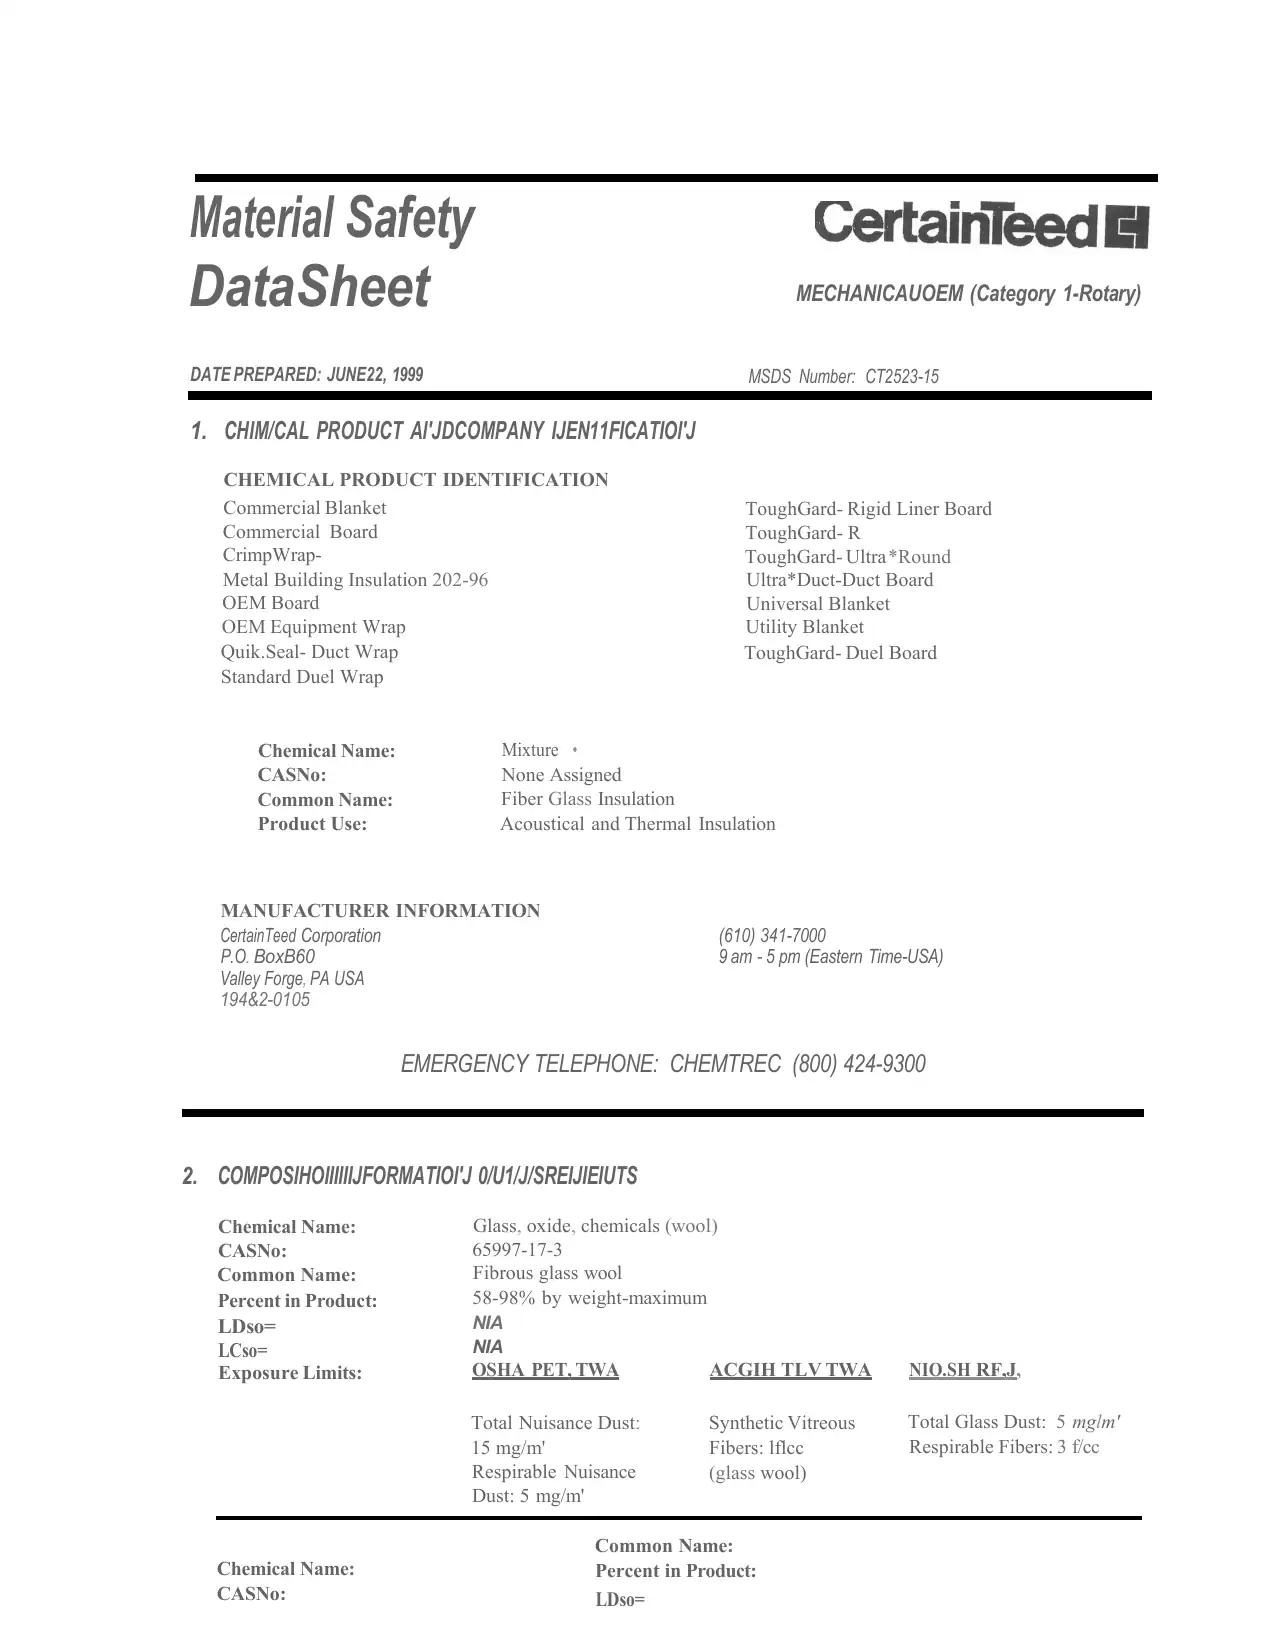 Material Safety
DataSheet
CertainTeed
MECHANICAUOEM (Category 1-Rotary)
DATE PREPARED: JUNE22, 1999
MSDS Number: CT2523-15
1. CHIM/CAL PRODUCT AI'JDCOMPANY IJEN11FICATIOI'J
CHEMICAL PRODUCT IDENTIFICATION
Commercial Blanket
Commercial Board
CrimpWrap-
Metal Building Insulation 202-96
OEM Board
OEM Equipment Wrap
Quik.Seal- Duct Wrap
Standard Duel Wrap
ToughGard- Rigid Liner Board
ToughGard- R
ToughGard- Ultra*Round
Ultra*Duct-Duct Board
Universal Blanket
Utility Blanket
ToughGard- Duel Board
Chemical Name: Mixture •
CASNo: None Assigned
Common Name: Fiber Glass Insulation
Product Use: Acoustical and Thermal Insulation
MANUFACTURER INFORMATION
CertainTeed Corporation
P.O. BoxB60
Valley Forge, PA USA
194&2-0105
(610) 341-7000
9 am - 5 pm (Eastern Time-USA)
EMERGENCY TELEPHONE: CHEMTREC (800) 424-9300
2. COMPOSIHOIIIIIIJFORMATIOI'J 0/U1/J/SREIJIEIUTS
Chemical Name: Glass, oxide, chemicals (wool)
CASNo: 65997-17-3
Common Name: Fibrous glass wool
Percent in Product: 58-98% by weight-maximum
LDso= NIA
LCso= NIA
Exposure Limits: OSHA PET, TWA ACGIH TLV TWA NIO.SH RF,J,
Total Nuisance Dust:
15 mg/m'
Respirable Nuisance
Dust: 5 mg/m'
Synthetic Vitreous
Fibers: lflcc
(glass wool)
Total Glass Dust: 5 mg/m'
Respirable Fibers: 3 f/cc
Chemical Name:
CASNo:
Common Name:
Percent in Product:
LDso=